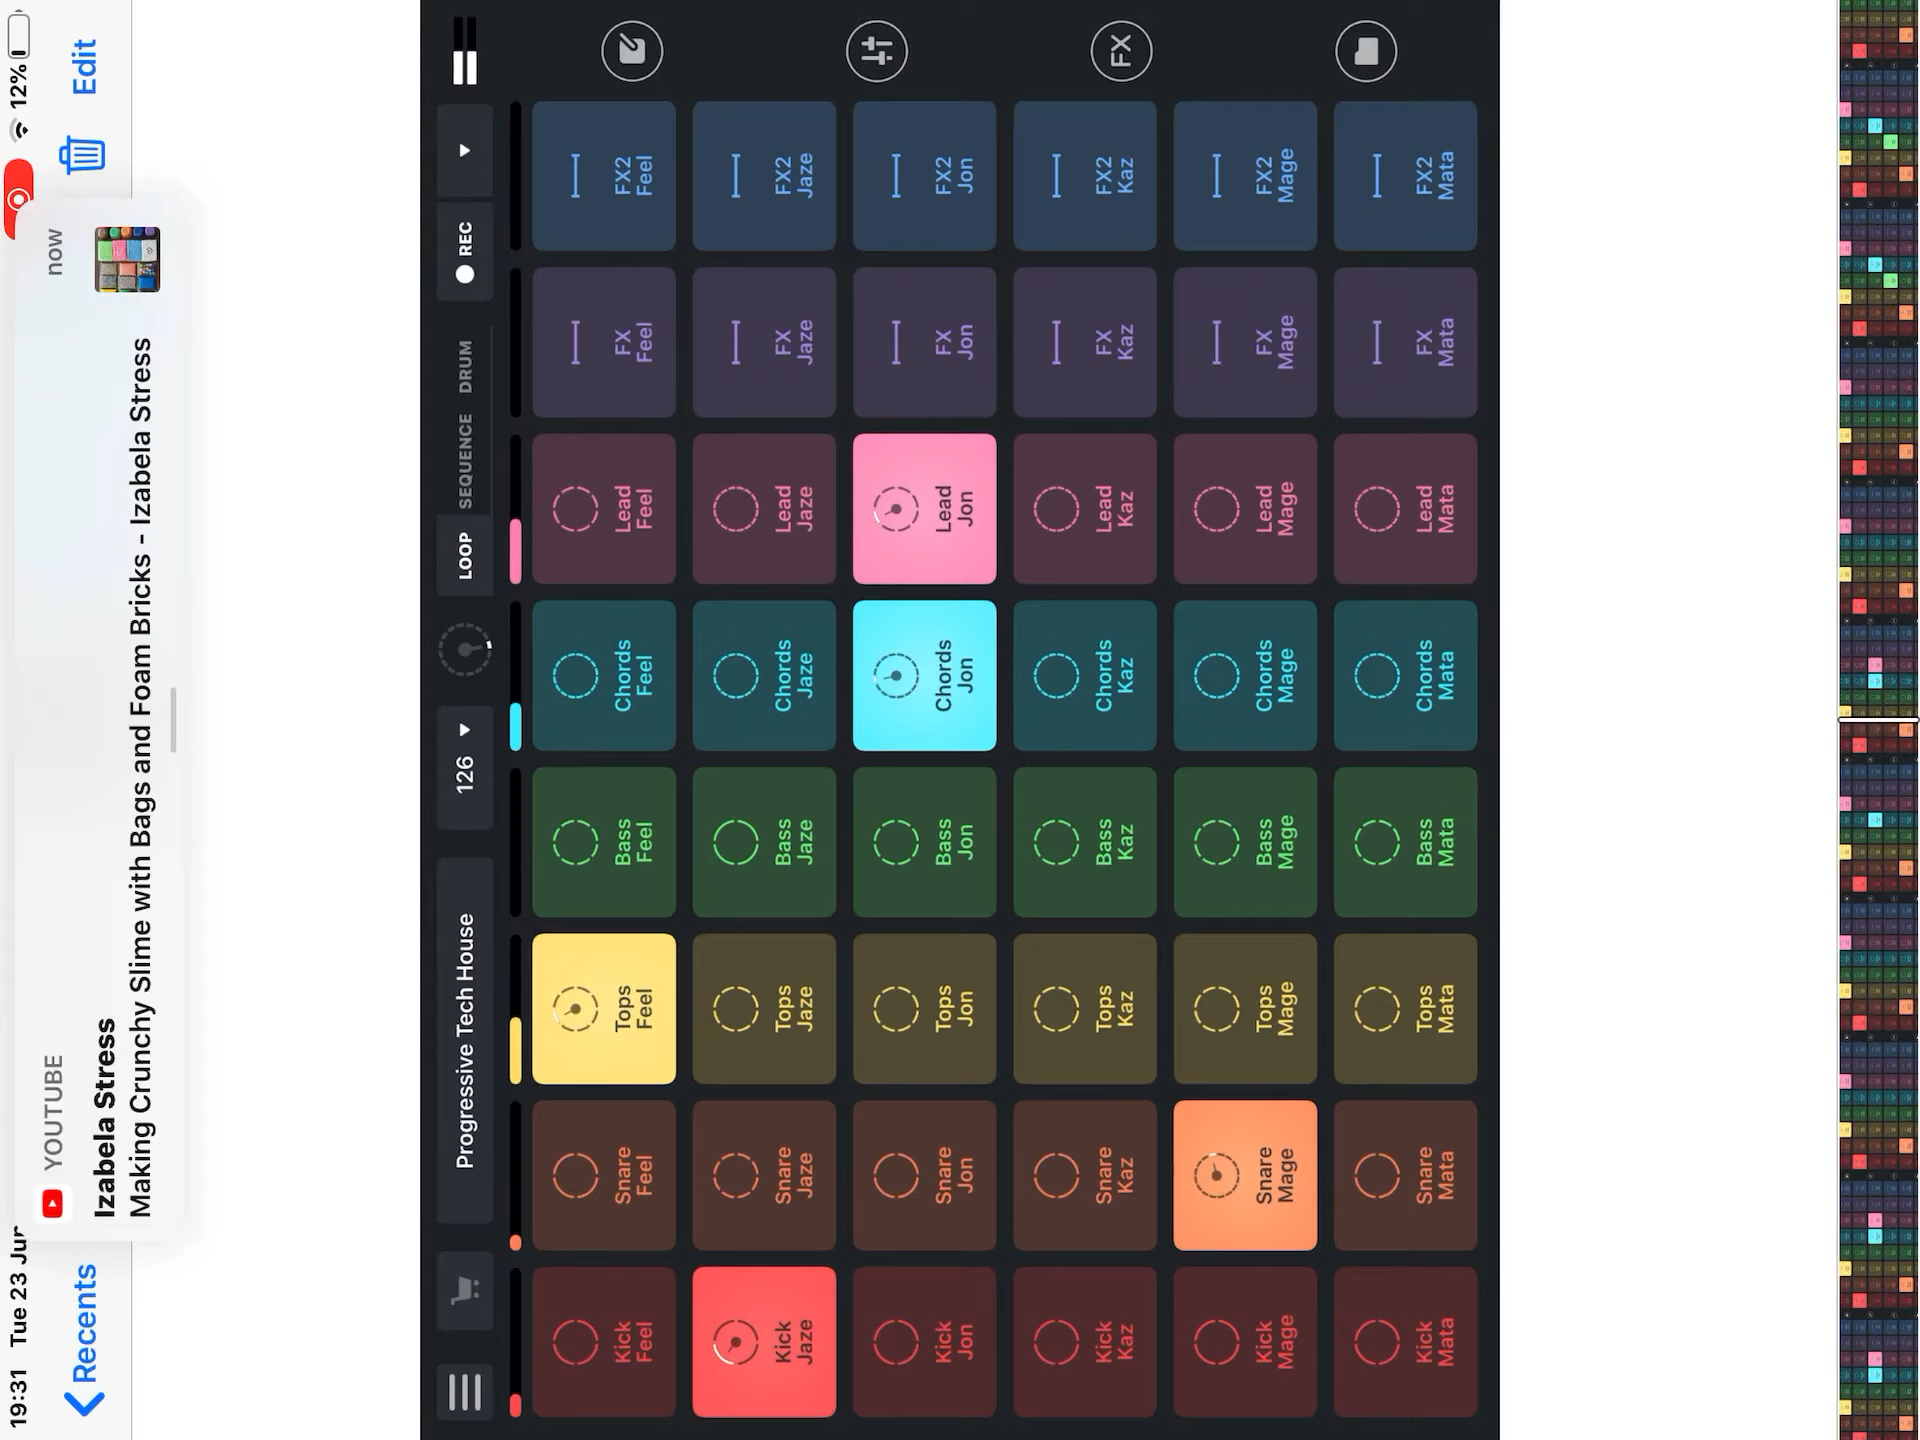 19:31 Tue 23 Jun
12%
YOUTUBE
now
Izabela Stress
Making Crunchy Slime with Bags and Foam Bricks - Izabela Stress
Recents
Edit
Progressive Tech House
126
LOOP
SEQUENCE
DRUM
REC
Kick
Feel
Snare
Feel
Tops
Feel
Bass
Feel
Chords
Feel
Lead
Feel
FX
Feel
FX2
Feel
Kick
Jaze
Snare
Jaze
Tops
Jaze
Bass
Jaze
Chords
Jaze
Lead
Jaze
FX
Jaze
FX2
Jaze
Kick
Jon
Snare
Jon
Tops
Jon
Bass
Jon
Chords
Jon
Lead
Jon
FX
Jon
FX2
Jon
FX
Kick
Kaz
Snare
Kaz
Tops
Kaz
Bass
Kaz
Chords
Kaz
Lead
Kaz
FX
Kaz
FX2
Kaz
Kick
Mage
Snare
Mage
Tops
Mage
Bass
Mage
Chords
Mage
Lead
Mage
FX
Mage
FX2
Mage
Kick
Mata
Snare
Mata
Tops
Mata
Bass
Mata
Chords
Mata
Lead
Mata
FX
Mata
FX2
Mata